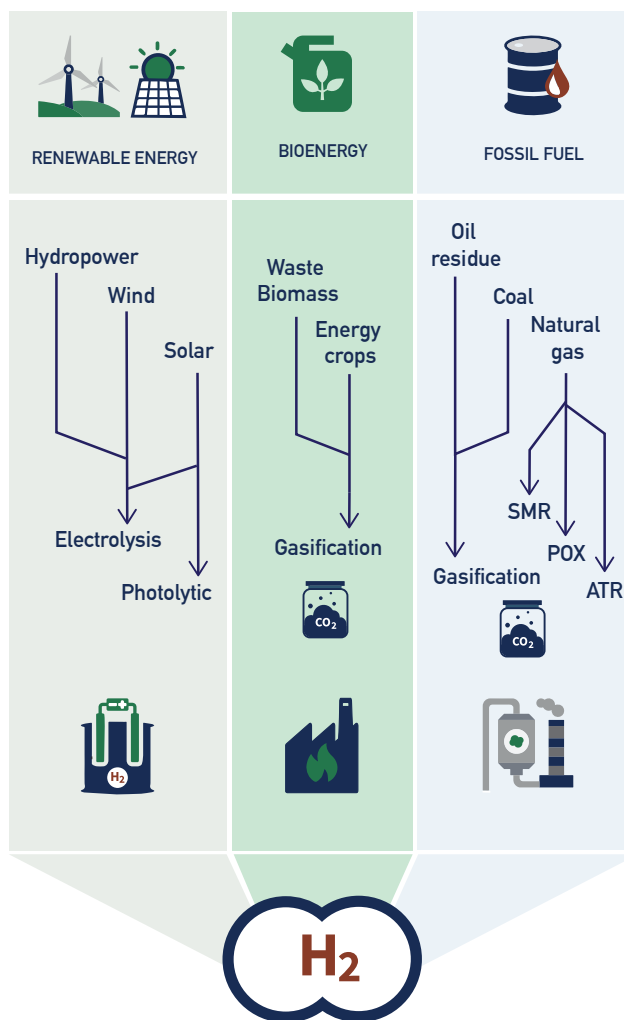 RENEWABLE ENERGY
BIOENERGY
FOSSIL FUEL
Hydropower
Wind
Solar
Electrolysis
Photolytic
H2
Waste
Biomass
Energy
crops
Gasification
CO2
Oil
residue
Coal
Natural
gas
SMR
POX
ATR
Gasification
CO2
H2